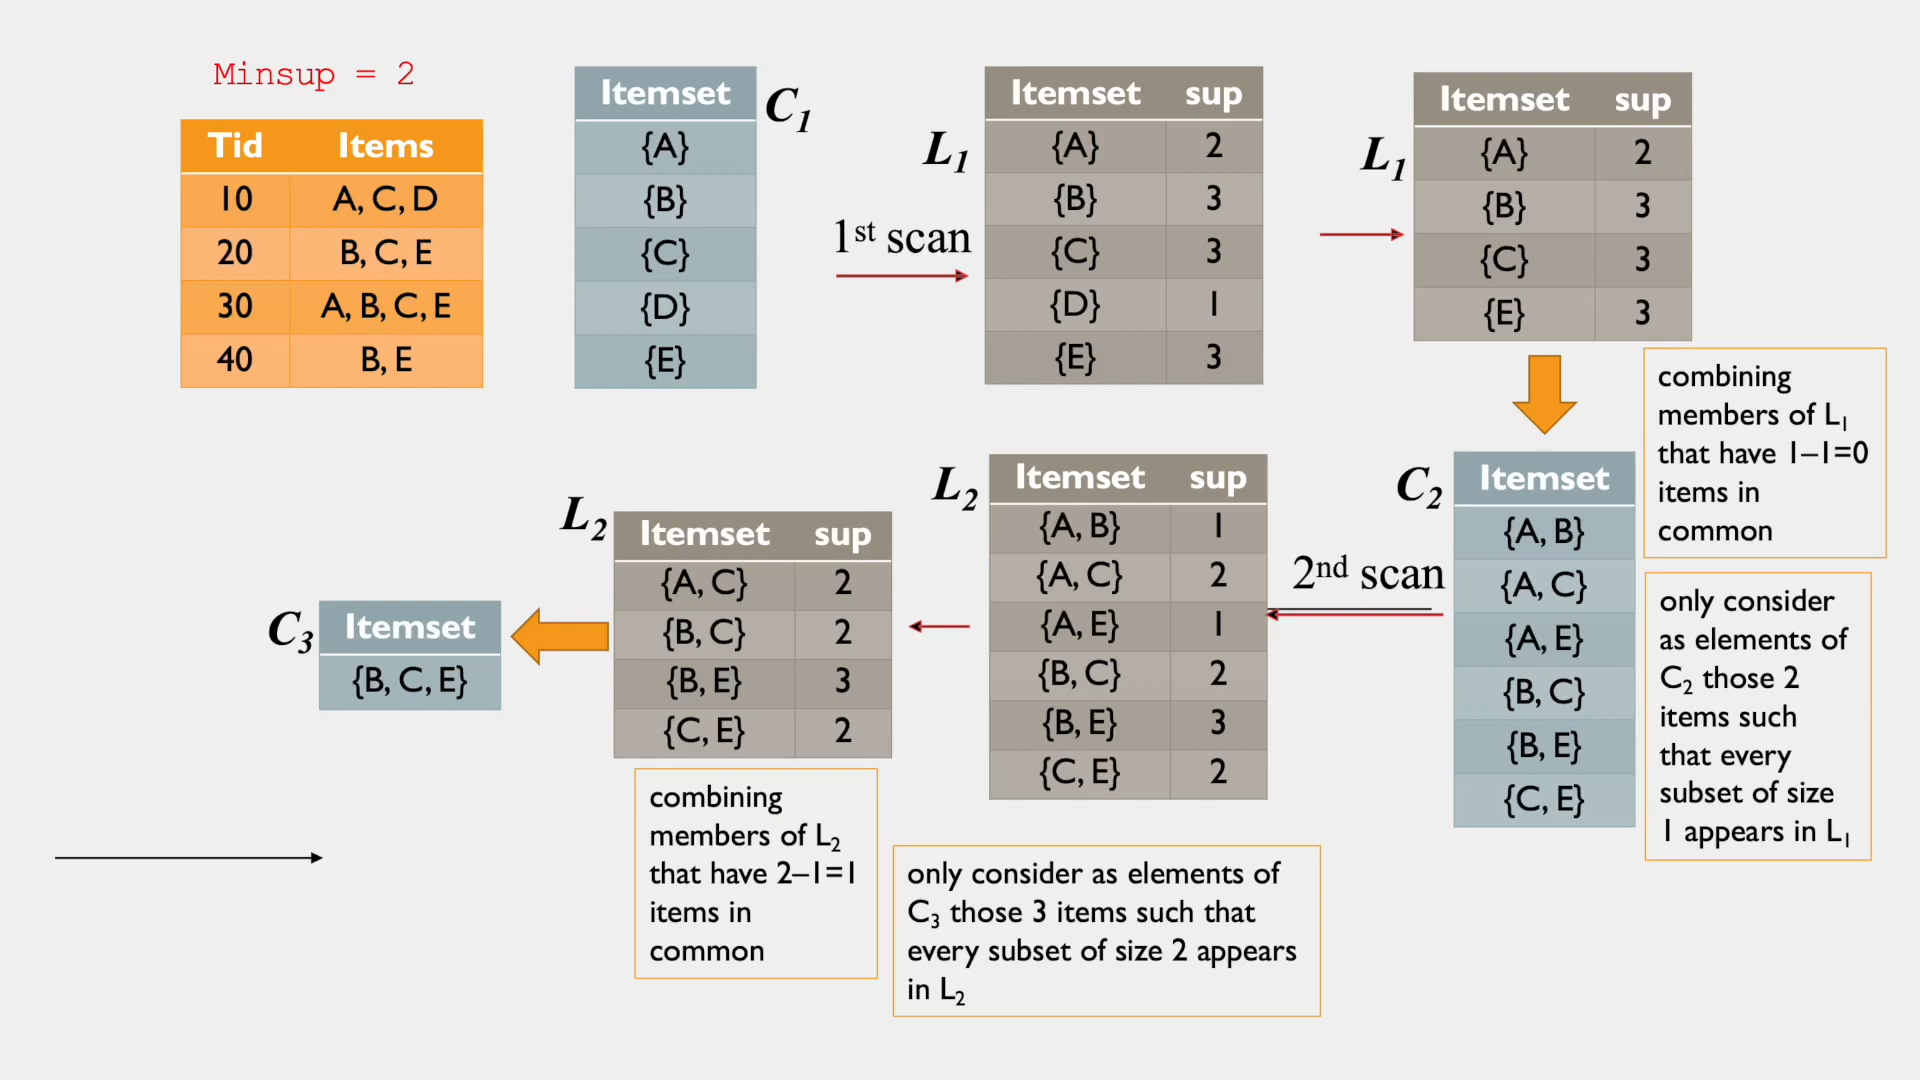 Minsup = 2
Tid Items
10 A, C, D
20 B, C, E
30 A, B, C, E
40 B, E
Itemset
{A}
{B}
{C}
{D}
{E}
C1
1st scan
L1
Itemset sup
{A} 2
{B} 3
{C} 3
{D} 1
{E} 3
L1
Itemset sup
{A} 2
{B} 3
{C} 3
{E} 3
combining
members of L1
that have 1–1=0
items in
common
C2
Itemset
{A, B}
{A, C}
{A, E}
{B, C}
{B, E}
{C, E}
only consider
as elements of
C2 those 2
items such
that every
subset of size
1 appears in L1
2nd scan
L2
Itemset sup
{A, B} 1
{A, C} 2
{A, E} 1
{B, C} 2
{B, E} 3
{C, E} 2
L2
Itemset sup
{A, C} 2
{B, C} 2
{B, E} 3
{C, E} 2
combining
members of L2
that have 2–1=1
items in
common
only consider as elements of
C3 those 3 items such that
every subset of size 2 appears
in L2
C3
Itemset
{B, C, E}